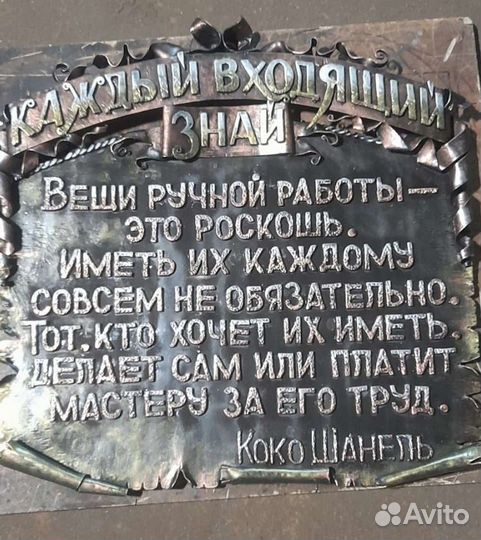 КАЖДЫЙ ВХОДЯЩИЙ
ЗНАЙ
ВЕЩИ РУЧНОЙ РАБОТЫ —
ЭТО РОСКОШЬ.
ИМЕТЬ ИХ КАЖДОМУ
СОВСЕМ НЕ ОБЯЗАТЕЛЬНО.
ТОТ. КТО ХОЧЕТ ИХ ИМЕТЬ.
ДЕЛАЕТ САМ ИЛИ ПЛАТИТ
МАСТЕРУ ЗА ЕГО ТРУД.
КОКО ШАНЕЛЬ
Avito